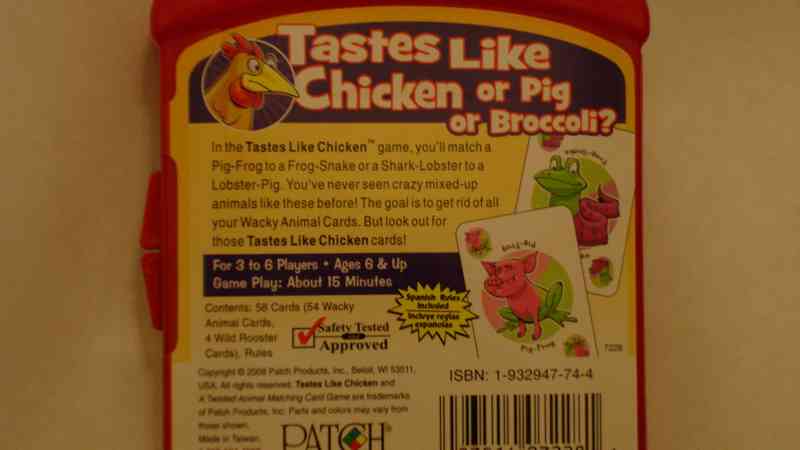 Tastes Like
Chicken or Pig
or Broccoli?
In the Tastes Like Chicken™ game, you'll match a
Pig-Frog to a Frog-Snake or a Shark-Lobster to a
Lobster-Pig. You've never seen crazy mixed-up
animals like these before! The goal is to get rid of all
your Wacky Animal Cards. But look out for
those Tastes Like Chicken cards!
For 3 to 6 Players • Ages 6 & Up
Game Play: About 15 Minutes
Spanish Rules
Included
Incluye reglas
españolas
Contents: 58 Cards (54 Wacky
Animal Cards,
4 Wild Rooster
Cards), Rules
Safety Tested
Approved
Pig-Frog
7228
Copyright © 2008 Patch Products, Inc., Beloit, WI 53511,
USA. All rights reserved. Tastes Like Chicken and
A Twisted Animal Matching Card Game are trademarks
of Patch Products, Inc. Parts and colors may vary from
those shown.
Made in Taiwan.
PATCH
ISBN: 1-932947-74-4